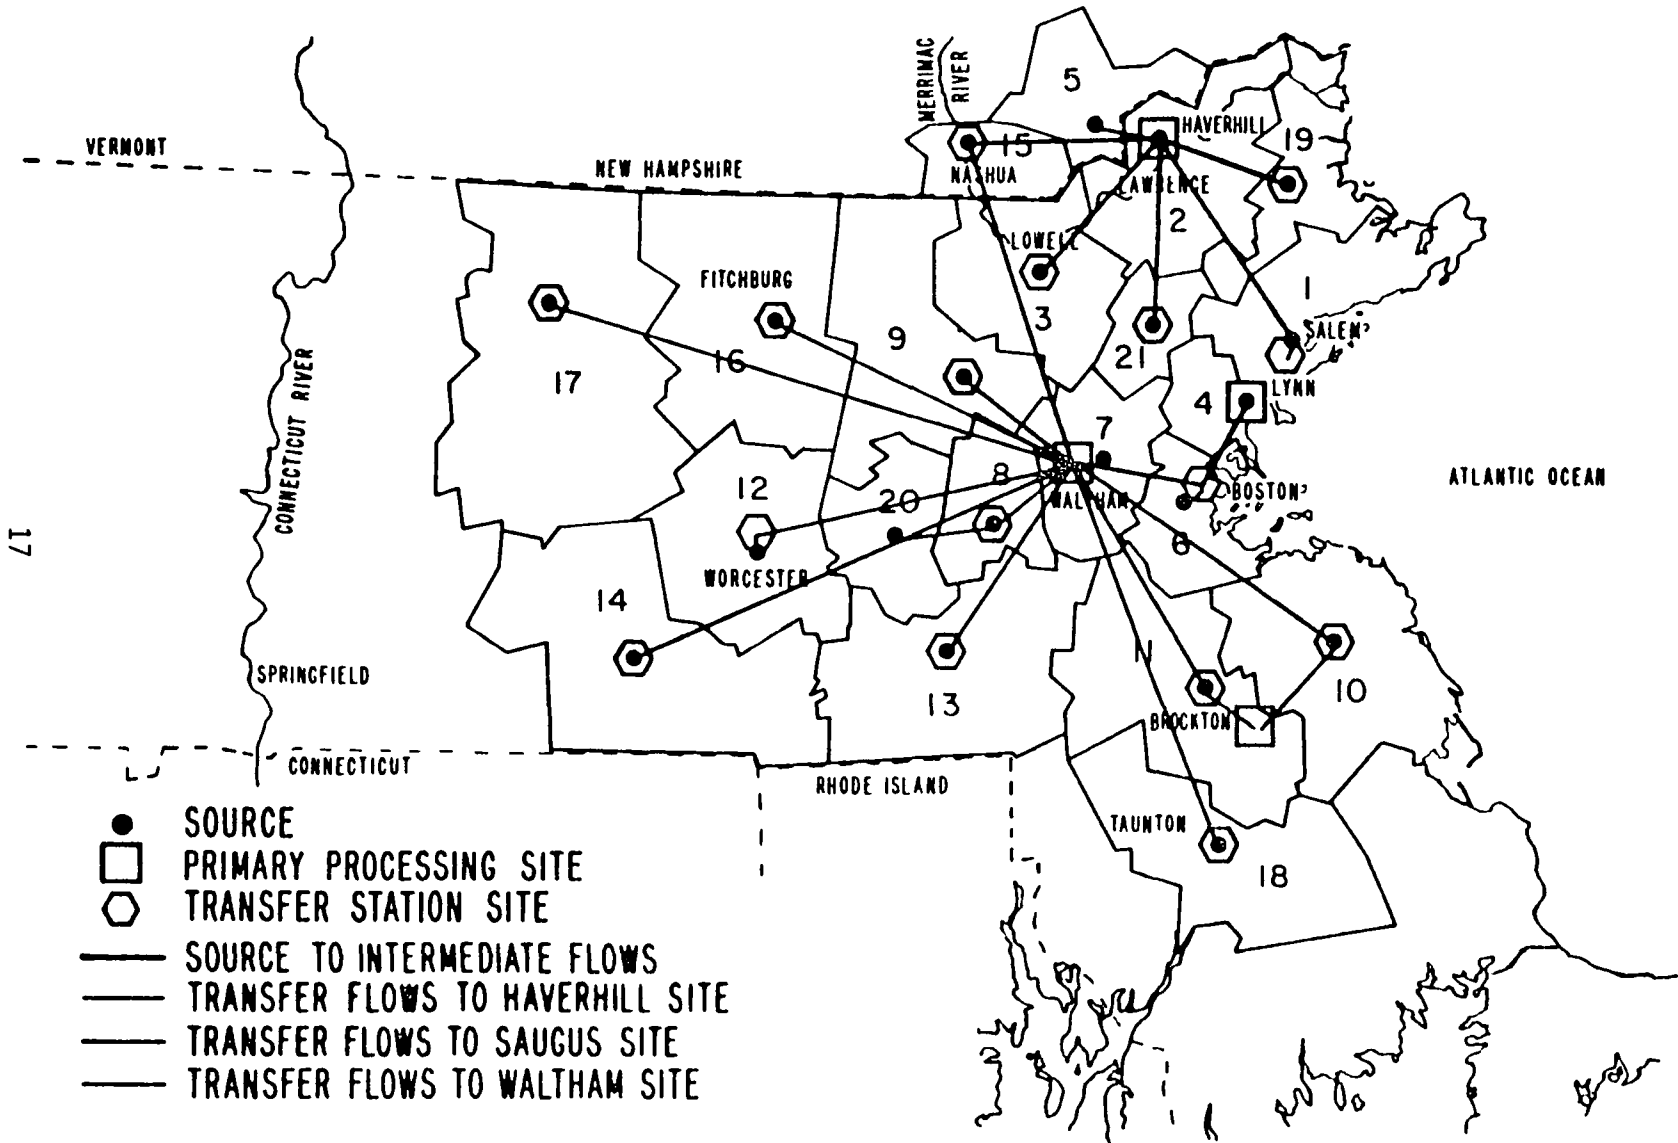 MERRIMAC
RIVER
5
HAVERHILL
19
VERMONT
NEW HAMPSHIRE
15
NASHUA
LAWRENCE
2
LOWELL
FITCHBURG
1
3
SALEM
9
21
16
17
LYNN
4
CONNECTICUT RIVER
7
8
12
ATLANTIC OCEAN
BOSTON
WALTHAM
20
17
6
WORCESTER
14
11
SPRINGFIELD
10
13
BROCKTON
CONNECTICUT
RHODE ISLAND
TAUNTON
18
SOURCE
PRIMARY PROCESSING SITE
TRANSFER STATION SITE
SOURCE TO INTERMEDIATE FLOWS
TRANSFER FLOWS TO HAVERHILL SITE
TRANSFER FLOWS TO SAUGUS SITE
TRANSFER FLOWS TO WALTHAM SITE